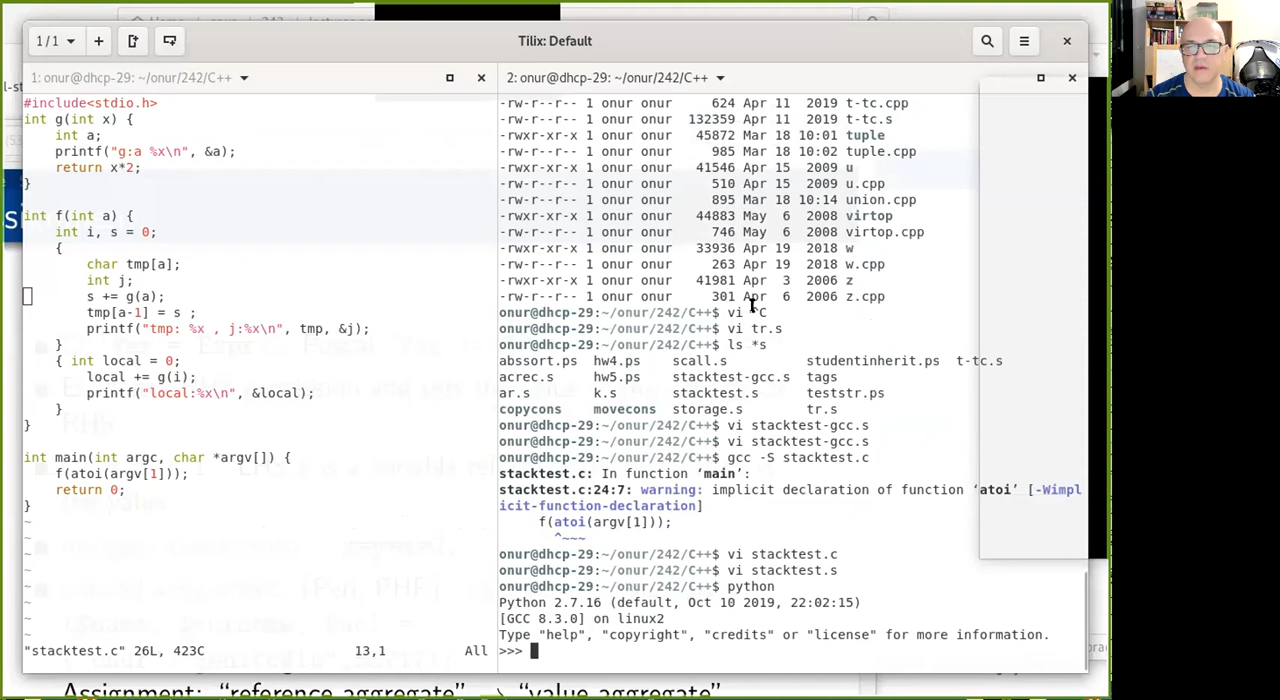 1/1
Tilix: Default
1: onur@dhcp-29: ~/onur/242/C++
#include<stdio.h>
int g(int x) {
    int a;
    printf("g:a %x\n", &a);
    return x*2;
}
int f(int a) {
    int i, s = 0;
    {
        char tmp[a];
        int j;
        s += g(a);
        tmp[a-1] = s ;
        printf("tmp: %x , j:%x\n", tmp, &j);
    }
    { int local = 0;
        local += g(i);
        printf("local:%x\n", &local);
    }
}
int main(int argc, char *argv[]) {
    f(atoi(argv[1]));
    return 0;
}
~
~
~
~
~
~
~
~
"stacktest.c" 26L, 423C 13,1 All
2: onur@dhcp-29: ~/onur/242/C++
-rw-r--r-- 1 onur onur 624 Apr 11 2019 t-tc.cpp
-rw-r--r-- 1 onur onur 132359 Apr 11 2019 t-tc.s
-rwxr-xr-x 1 onur onur 45872 Mar 18 10:01 tuple
-rw-r--r-- 1 onur onur 985 Mar 18 10:02 tuple.cpp
-rwxr-xr-x 1 onur onur 41546 Apr 15 2009 u
-rw-r--r-- 1 onur onur 510 Apr 15 2009 u.cpp
-rw-r--r-- 1 onur onur 895 Mar 18 10:14 union.cpp
-rwxr-xr-x 1 onur onur 44883 May 6 2008 virtop
-rw-r--r-- 1 onur onur 746 May 6 2008 virtop.cpp
-rwxr-xr-x 1 onur onur 33936 Apr 19 2018 w
-rw-r--r-- 1 onur onur 263 Apr 19 2018 w.cpp
-rwxr-xr-x 1 onur onur 41981 Apr 3 2006 z
-rw-r--r-- 1 onur onur 301 Apr 6 2006 z.cpp
onur@dhcp-29:~/onur/242/C++$ vi ^C
onur@dhcp-29:~/onur/242/C++$ vi tr.s
onur@dhcp-29:~/onur/242/C++$ ls *s
abssort.ps hw4.ps scall.s studentinherit.ps t-tc.s
acrec.s hw5.ps stacktest-gcc.s tags
ar.s k.s stacktest.s teststr.ps
copycons movecons storage.s tr.s
onur@dhcp-29:~/onur/242/C++$ vi stacktest-gcc.s
onur@dhcp-29:~/onur/242/C++$ vi stacktest-gcc.s
onur@dhcp-29:~/onur/242/C++$ gcc -S stacktest.c
stacktest.c: In function ‘main’:
stacktest.c:24:7: warning: implicit declaration of function ‘atoi’ [-Wimpl
icit-function-declaration]
     f(atoi(argv[1]));
       ^~~~
onur@dhcp-29:~/onur/242/C++$ vi stacktest.c
onur@dhcp-29:~/onur/242/C++$ vi stacktest.s
onur@dhcp-29:~/onur/242/C++$ python
Python 2.7.16 (default, Oct 10 2019, 22:02:15)
[GCC 8.3.0] on linux2
Type "help", "copyright", "credits" or "license" for more information.
>>>
Assignment: “reference aggregate” “value aggregate”